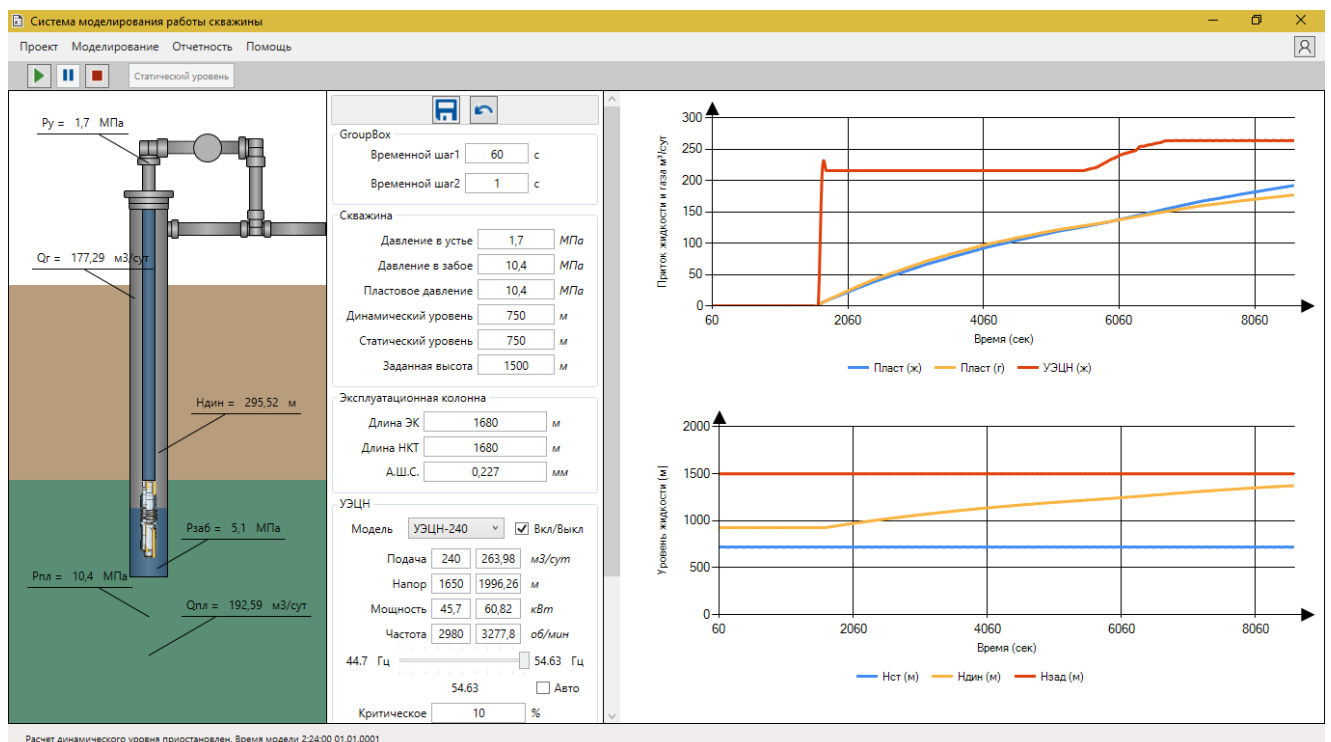 Система моделирования работы скважины
Проект Моделирование Отчетность Помощь
Статический уровень
Ру = 1,7 МПа
Qг = 177,29 м3/сут
Ндин = 295,52 м
Рзаб = 5,1 МПа
Рпл = 10,4 МПа
Qпл = 192,59 м3/сут
GroupBox
Временной шаг1 60 с
Временной шаг2 1 с
Скважина
Давление в устье 1,7 МПа
Давление в забое 10,4 МПа
Пластовое давление 10,4 МПа
Динамический уровень 750 м
Статический уровень 750 м
Заданная высота 1500 м
Эксплуатационная колонна
Длина ЭК 1680 м
Длина НКТ 1680 м
А.Ш.С. 0,227 мм
УЭЦН
Модель УЭЦН-240 Вкл/Выкл
Подача 240 263,98 м3/сут
Напор 1650 1996,26 м
Мощность 45,7 60,82 кВт
Частота 2980 3277,8 об/мин
44.7 Гц 54.63 Гц
54.63 Авто
Критическое 10 %
Приток жидкости и газа м³/сут
300
250
200
150
100
50
0
60 2060 4060 6060 8060
Время (сек)
Пласт (ж) Пласт (г) УЭЦН (ж)
Уровень жидкости (м)
2000
1500
1000
500
0
60 2060 4060 6060 8060
Время (сек)
Нст (м) Ндин (м) Нзад (м)
Расчет динамического уровня приостановлен. Время модели 2:24:00 01.01.0001